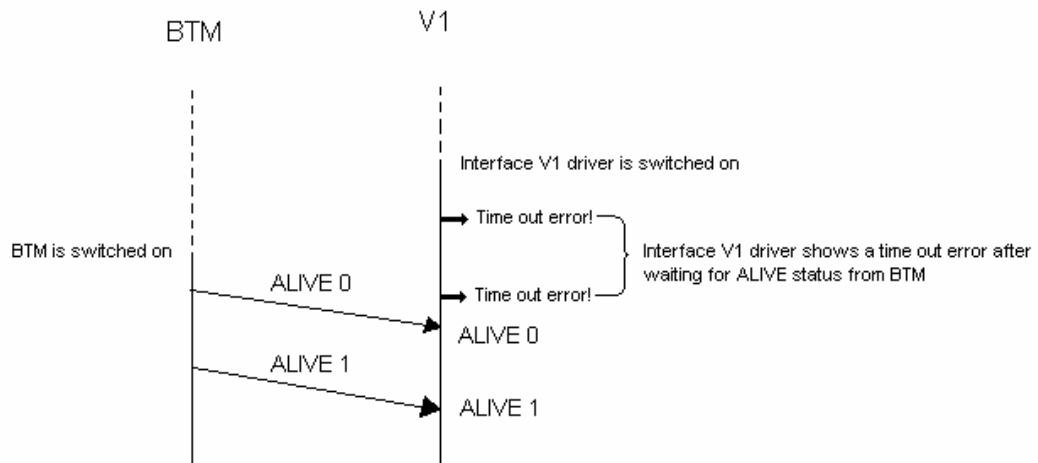 BTM
V1
Interface V1 driver is switched on
Time out error!
BTM is switched on
Interface V1 driver shows a time out error after
waiting for ALIVE status from BTM
ALIVE 0
Time out error!
ALIVE 0
ALIVE 1
ALIVE 1